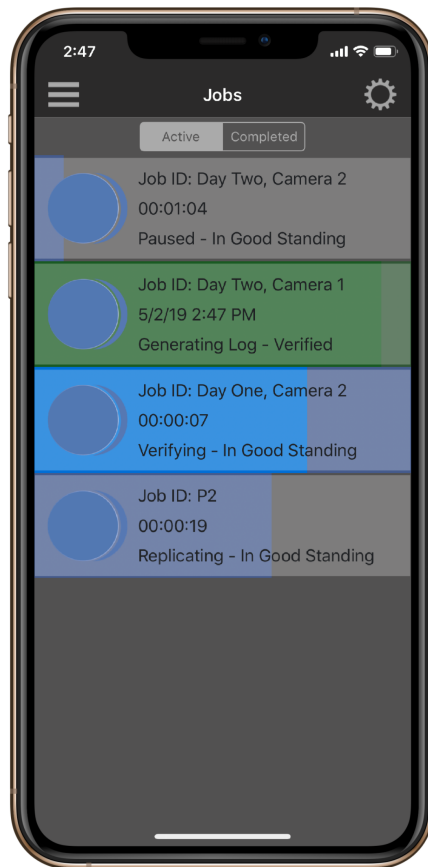 2:47
Jobs
Active Completed
Job ID: Day Two, Camera 2
00:01:04
Paused - In Good Standing
Job ID: Day Two, Camera 1
5/2/19 2:47 PM
Generating Log - Verified
Job ID: Day One, Camera 2
00:00:07
Verifying - In Good Standing
Job ID: P2
00:00:19
Replicating - In Good Standing